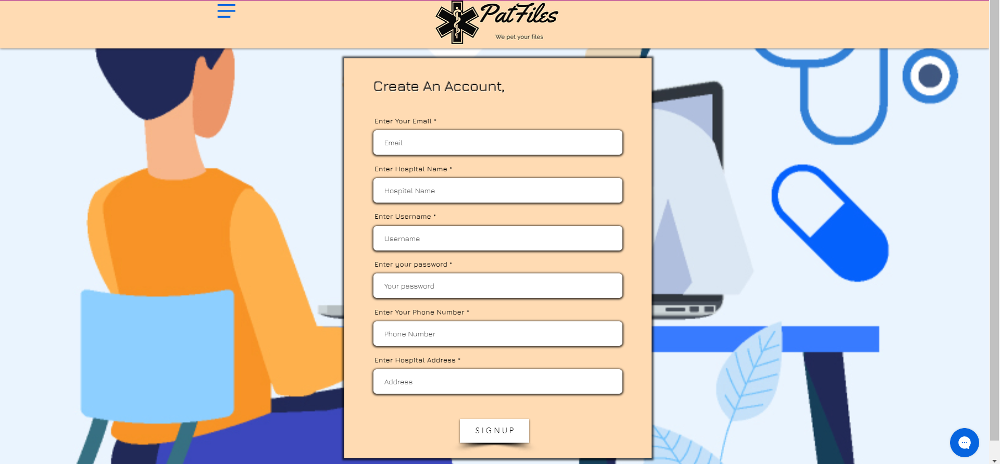 PatFiles
We pet your files
Create An Account,
Enter Your Email *
Email
Enter Hospital Name *
Hospital Name
Enter Username *
Username
Enter your password *
Your password
Enter Your Phone Number *
Phone Number
Enter Hospital Address *
Address
SIGNUP